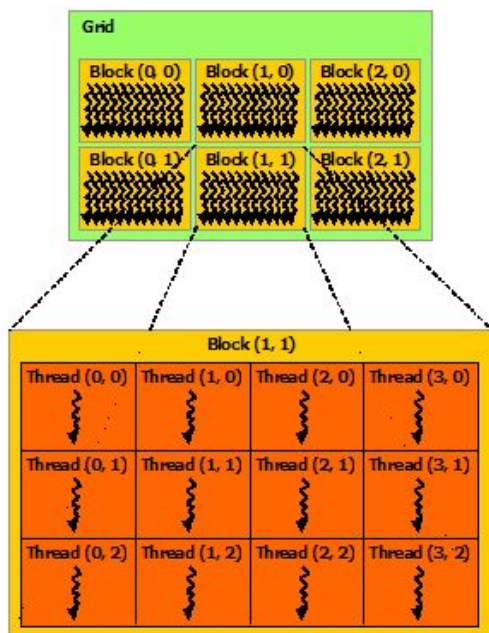 Grid
Block (0, 0) Block (1, 0) Block (2, 0)
Block (0, 1) Block (1, 1) Block (2, 1)
Block (1, 1)
Thread (0, 0) Thread (1, 0) Thread (2, 0) Thread (3, 0)
Thread (0, 1) Thread (1, 1) Thread (2, 1) Thread (3, 1)
Thread (0, 2) Thread (1, 2) Thread (2, 2) Thread (3, 2)